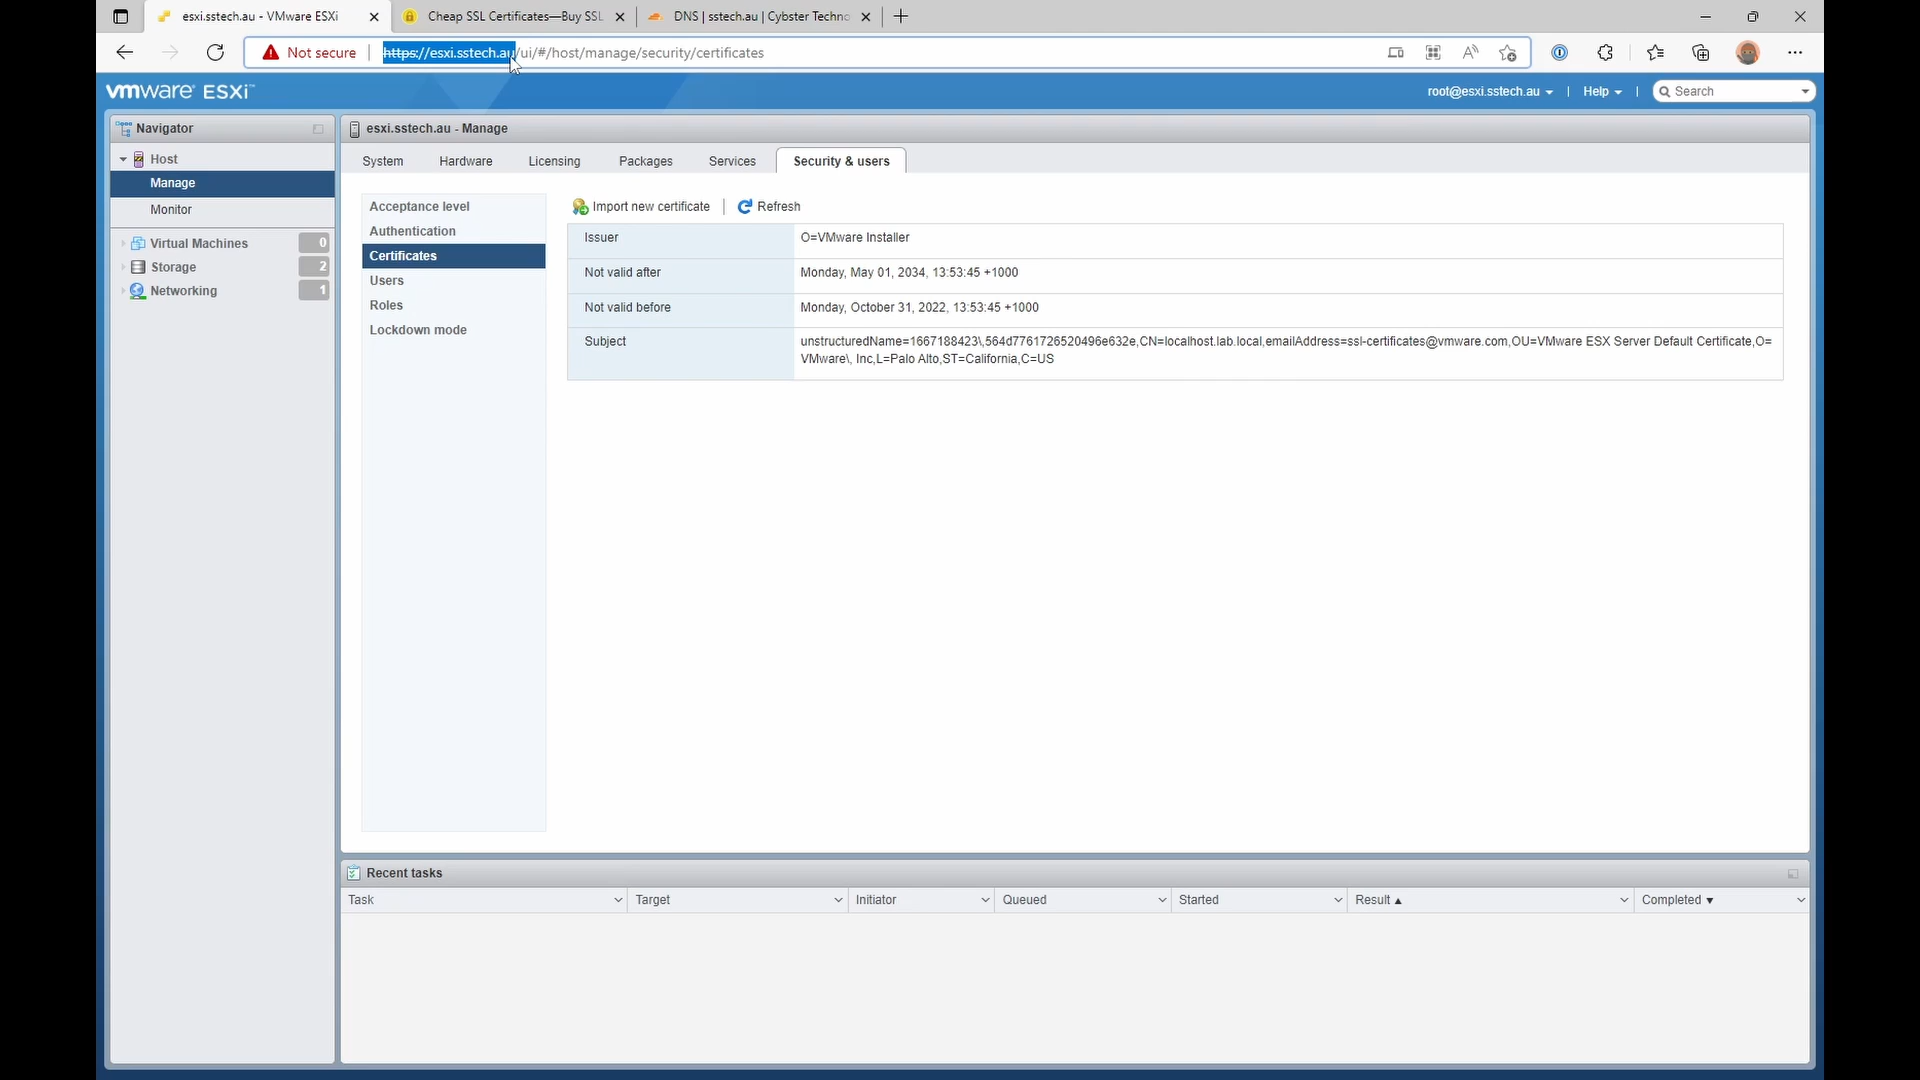 esxi.sstech.au - VMware ESXi
Cheap SSL Certificates—Buy SSL
DNS | sstech.au | Cybster Techno
Not secure
https://esxi.sstech.au/ui/#/host/manage/security/certificates
vmware ESXi
root@esxi.sstech.au
Help
Search
Navigator
Host
Manage
Monitor
Virtual Machines 0
Storage 2
Networking 1
esxi.sstech.au - Manage
System Hardware Licensing Packages Services Security & users
Acceptance level
Authentication
Certificates
Users
Roles
Lockdown mode
Import new certificate
Refresh
Issuer O=VMware Installer
Not valid after Monday, May 01, 2034, 13:53:45 +1000
Not valid before Monday, October 31, 2022, 13:53:45 +1000
Subject unstructuredName=1667188423\,564d7761726520496e632e,CN=localhost.lab.local,emailAddress=ssl-certificates@vmware.com,OU=VMware ESX Server Default Certificate,O=
VMware\, Inc,L=Palo Alto,ST=California,C=US
Recent tasks
Task Target Initiator Queued Started Result Completed